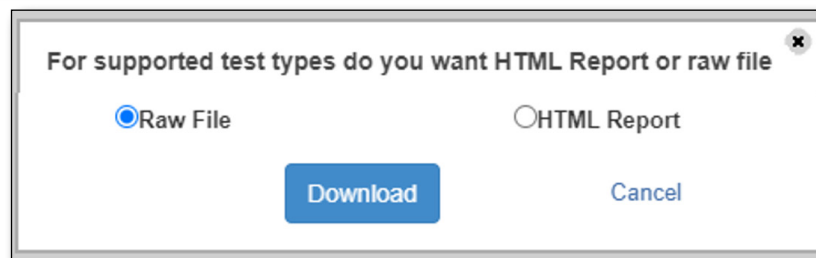 For supported test types do you want HTML Report or raw file
Raw File HTML Report
Download Cancel